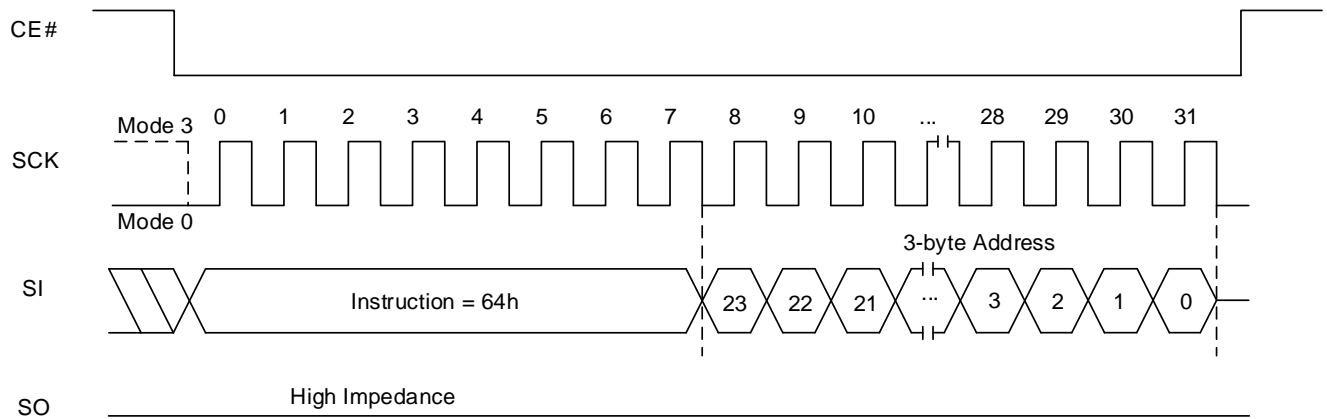 CE#
0 1 2 3 4 5 6 7 8 9 10 ... 28 29 30 31
Mode 3
SCK
Mode 0
3-byte Address
SI
Instruction = 64h
23 22 21 ... 3 2 1 0
High Impedance
SO